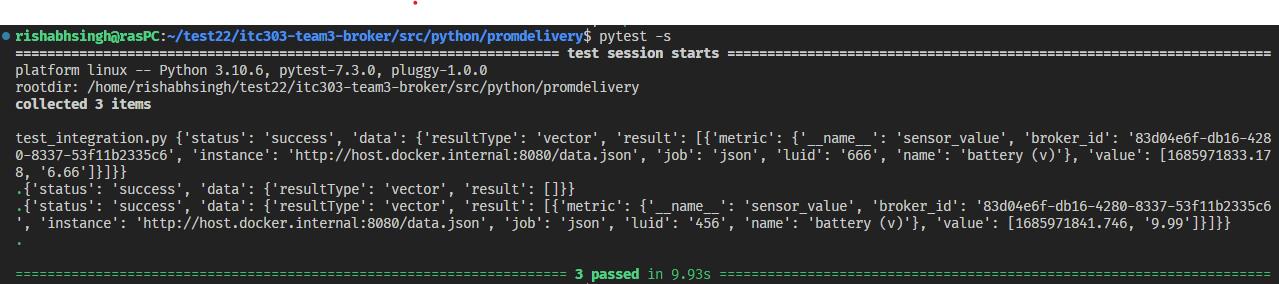 rishabhsingh@rasPC:~/test22/itc303-team3-broker/src/python/promdelivery$ pytest -s
================================================================== test session starts ==================================================================
platform linux -- Python 3.10.6, pytest-7.3.0, pluggy-1.0.0
rootdir: /home/rishabhsingh/test22/itc303-team3-broker/src/python/promdelivery
collected 3 items
test_integration.py {'status': 'success', 'data': {'resultType': 'vector', 'result': [{'metric': {'__name__': 'sensor_value', 'broker_id': '83d04e6f-db16-428
0-8337-53f11b2335c6', 'instance': 'http://host.docker.internal:8080/data.json', 'job': 'json', 'luid': '666', 'name': 'battery (v)'}, 'value': [1685971833.17
8, '6.66']}]}}
.{'status': 'success', 'data': {'resultType': 'vector', 'result': []}}
.{'status': 'success', 'data': {'resultType': 'vector', 'result': [{'metric': {'__name__': 'sensor_value', 'broker_id': '83d04e6f-db16-4280-8337-53f11b2335c6
', 'instance': 'http://host.docker.internal:8080/data.json', 'job': 'json', 'luid': '456', 'name': 'battery (v)'}, 'value': [1685971841.746, '9.99']}]}}
.
=================================================================== 3 passed in 9.93s ===================================================================